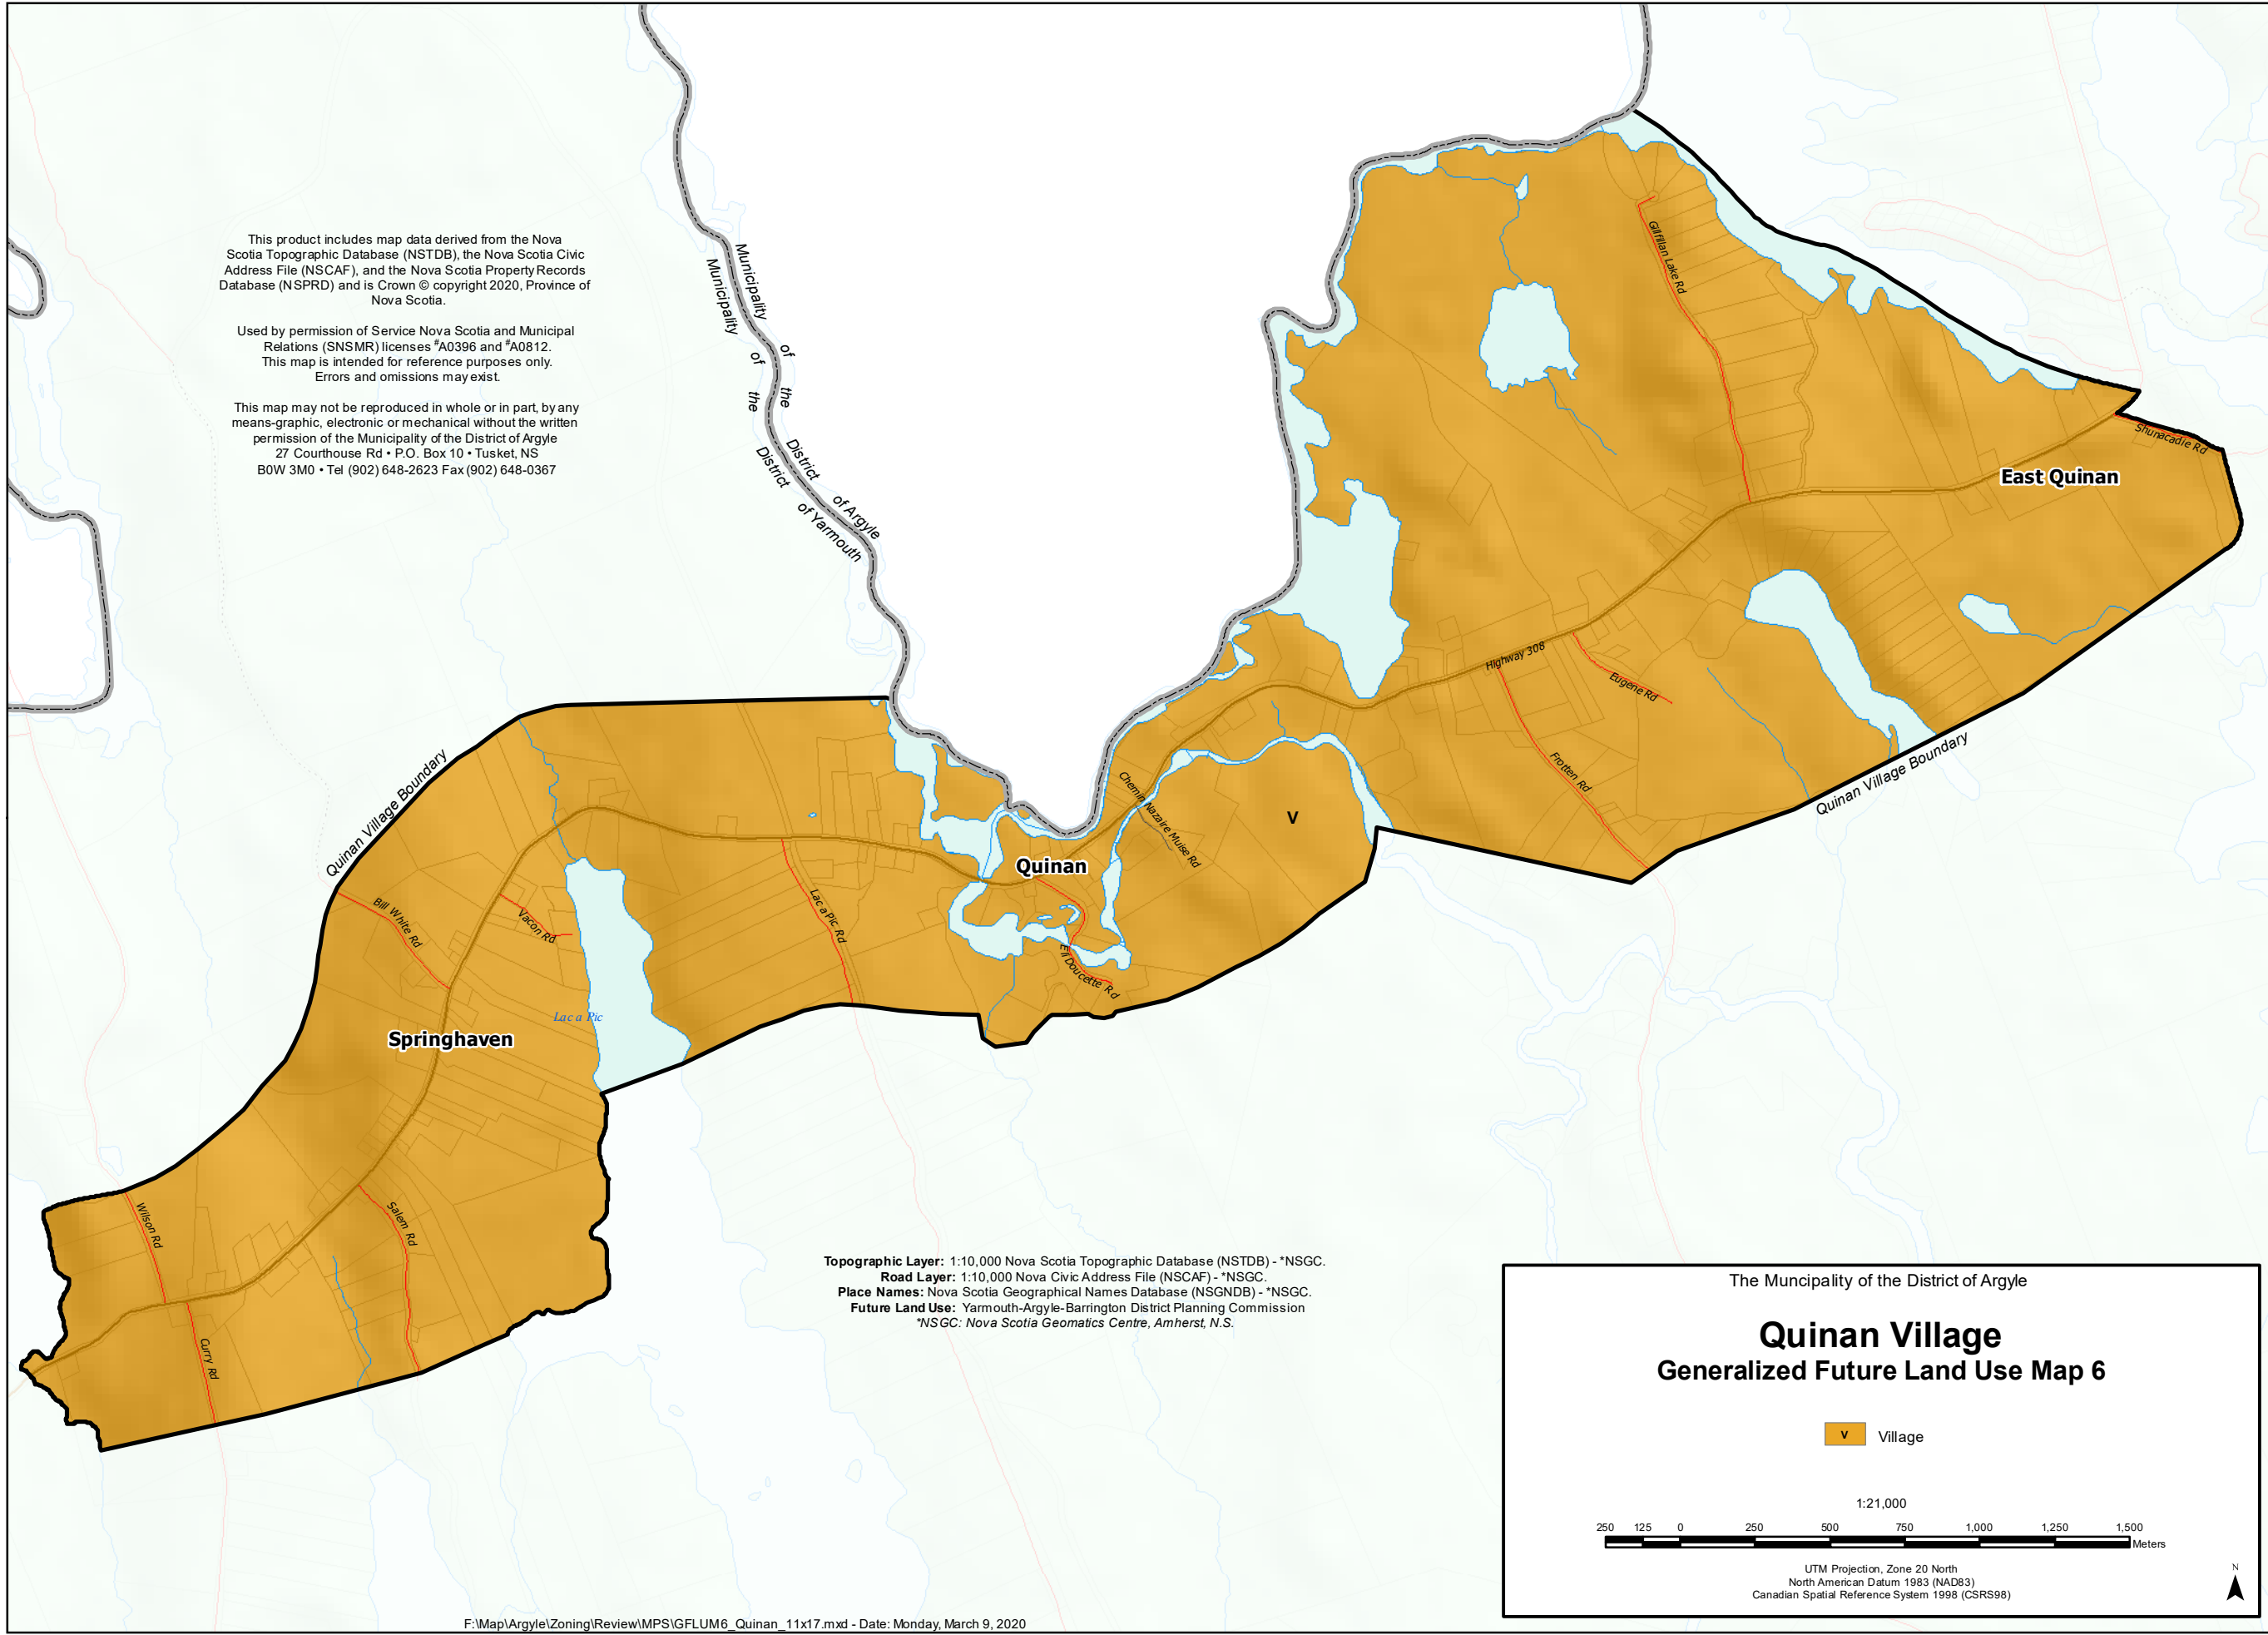 This product includes map data derived from the Nova
Scotia Topographic Database (NSTDB), the Nova Scotia Civic
Address File (NSCAF), and the Nova Scotia Property Records
Database (NSPRD) and is Crown © copyright 2020, Province of
Nova Scotia.
Used by permission of Service Nova Scotia and Municipal
Relations (SNSMR) licenses #A0396 and #A0812.
This map is intended for reference purposes only.
Errors and omissions may exist.
This map may not be reproduced in whole or in part, by any
means-graphic, electronic or mechanical without the written
permission of the Municipality of the District of Argyle
27 Courthouse Rd • P.O. Box 10 • Tusket, NS
B0W 3M0 • Tel (902) 648-2623 Fax (902) 648-0367
Municipality of the District of Argyle
Municipality of the District of Yarmouth
Gilfillan Lake Rd
Shunacadie Rd
East Quinan
Highway 308
Eugene Rd
Frotten Rd
Quinan Village Boundary
Quinan Village Boundary
Chemin Nazaire Muise Rd
V
Quinan
Lac a Pic Rd
Eli Doucette Rd
Bill White Rd
Vacon Rd
Lac a Pic
Springhaven
Wilson Rd
Salem Rd
Curry Rd
Topographic Layer: 1:10,000 Nova Scotia Topographic Database (NSTDB) - *NSGC.
Road Layer: 1:10,000 Nova Civic Address File (NSCAF) - *NSGC.
Place Names: Nova Scotia Geographical Names Database (NSGNDB) - *NSGC.
Future Land Use: Yarmouth-Argyle-Barrington District Planning Commission
*NSGC: Nova Scotia Geomatics Centre, Amherst, N.S.
The Muncipality of the District of Argyle
Quinan Village
Generalized Future Land Use Map 6
V Village
1:21,000
250 125 0 250 500 750 1,000 1,250 1,500
Meters
UTM Projection, Zone 20 North
North American Datum 1983 (NAD83)
Canadian Spatial Reference System 1998 (CSRS98)
N
F:\Map\Argyle\Zoning\Review\MPS\GFLUM6_Quinan_11x17.mxd - Date: Monday, March 9, 2020